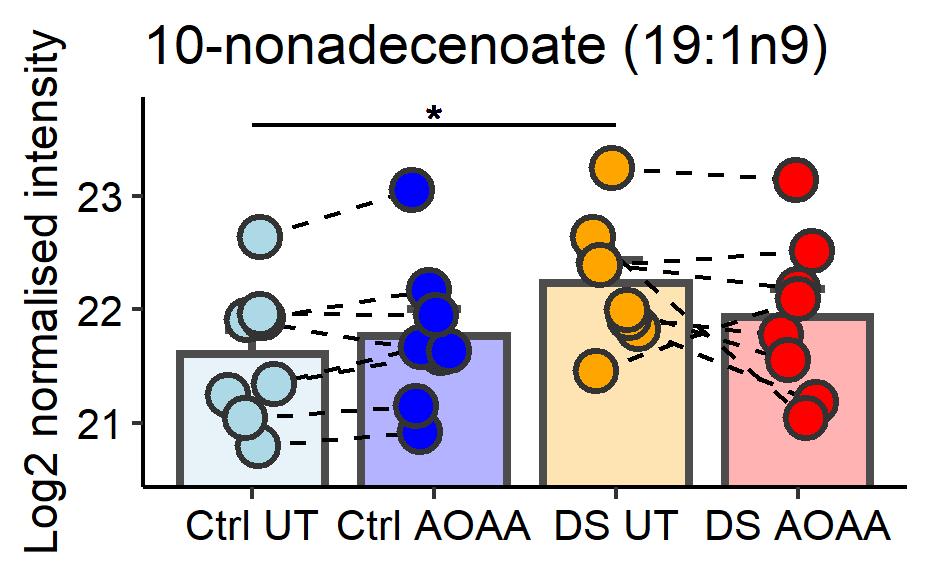 10-nonadecenoate (19:1n9)
Log2 normalised intensity
*
23
22
21
Ctrl UT Ctrl AOAA DS UT DS AOAA